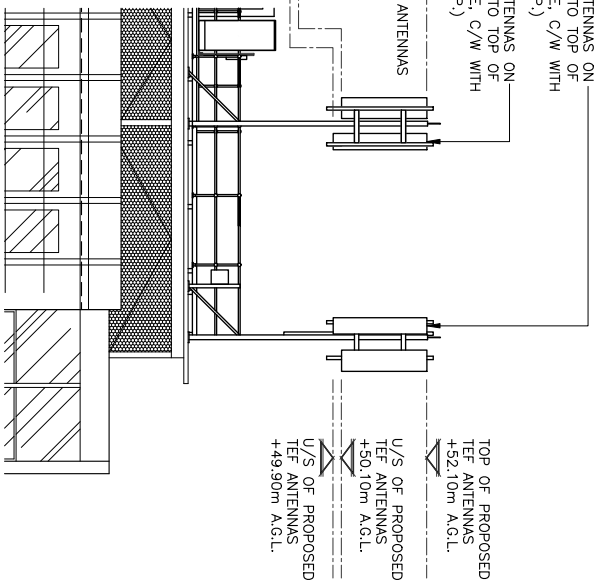 TENNAS ON
TO TOP OF
E, C/W WITH
P.)
TENNAS ON
TO TOP OF
E, C/W WITH
P.)
ANTENNAS
TOP OF PROPOSED
TEF ANTENNAS
+52.10m A.G.L.
U/S OF PROPOSED
TEF ANTENNAS
+50.10m A.G.L.
U/S OF PROPOSED
TEF ANTENNAS
+49.90m A.G.L.